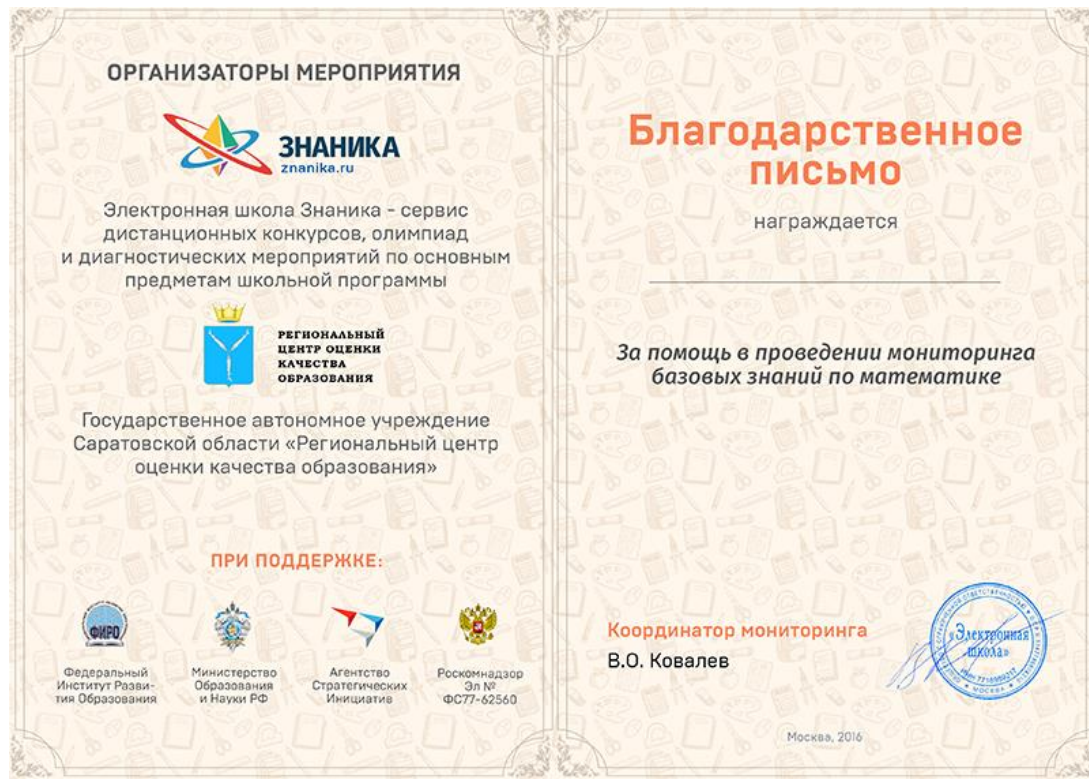 ОРГАНИЗАТОРЫ МЕРОПРИЯТИЯ
ЗНАНИКА
znanika.ru
Электронная школа Знаника - сервис
дистанционных конкурсов, олимпиад
и диагностических мероприятий по основным
предметам школьной программы
РЕГИОНАЛЬНЫЙ
ЦЕНТР ОЦЕНКИ
КАЧЕСТВА
ОБРАЗОВАНИЯ
Государственное автономное учреждение
Саратовской области «Региональный центр
оценки качества образования»
ПРИ ПОДДЕРЖКЕ:
ФИРО
Федеральный
Институт Разви-
тия Образования
Министерство
Образования
и Науки РФ
Агентство
Стратегических
Инициатив
Роскомнадзор
Эл №
ФС77-62560
Благодарственное
письмо
награждается
За помощь в проведении мониторинга
базовых знаний по математике
Координатор мониторинга
В.О. Ковалев
«Электронная
школа»
МОСКВА
Москва, 2016